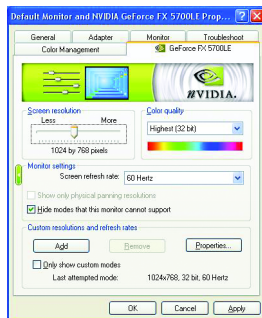 Default Monitor and NVIDIA GeForce FX 5700LE Prop...
General Adapter Monitor Troubleshoot
Color Management GeForce FX 5700LE
NVIDIA.
Screen resolution
Less More
1024 by 768 pixels
Color quality
Highest (32 bit)
Monitor settings
Screen refresh rate: 60 Hertz
Show only physical panning resolutions
Hide modes that this monitor cannot support
Custom resolutions and refresh rates
Add Remove Properties...
Only show custom modes
Last attempted mode: 1024x768, 32 bit, 60 Hertz
OK Cancel Apply